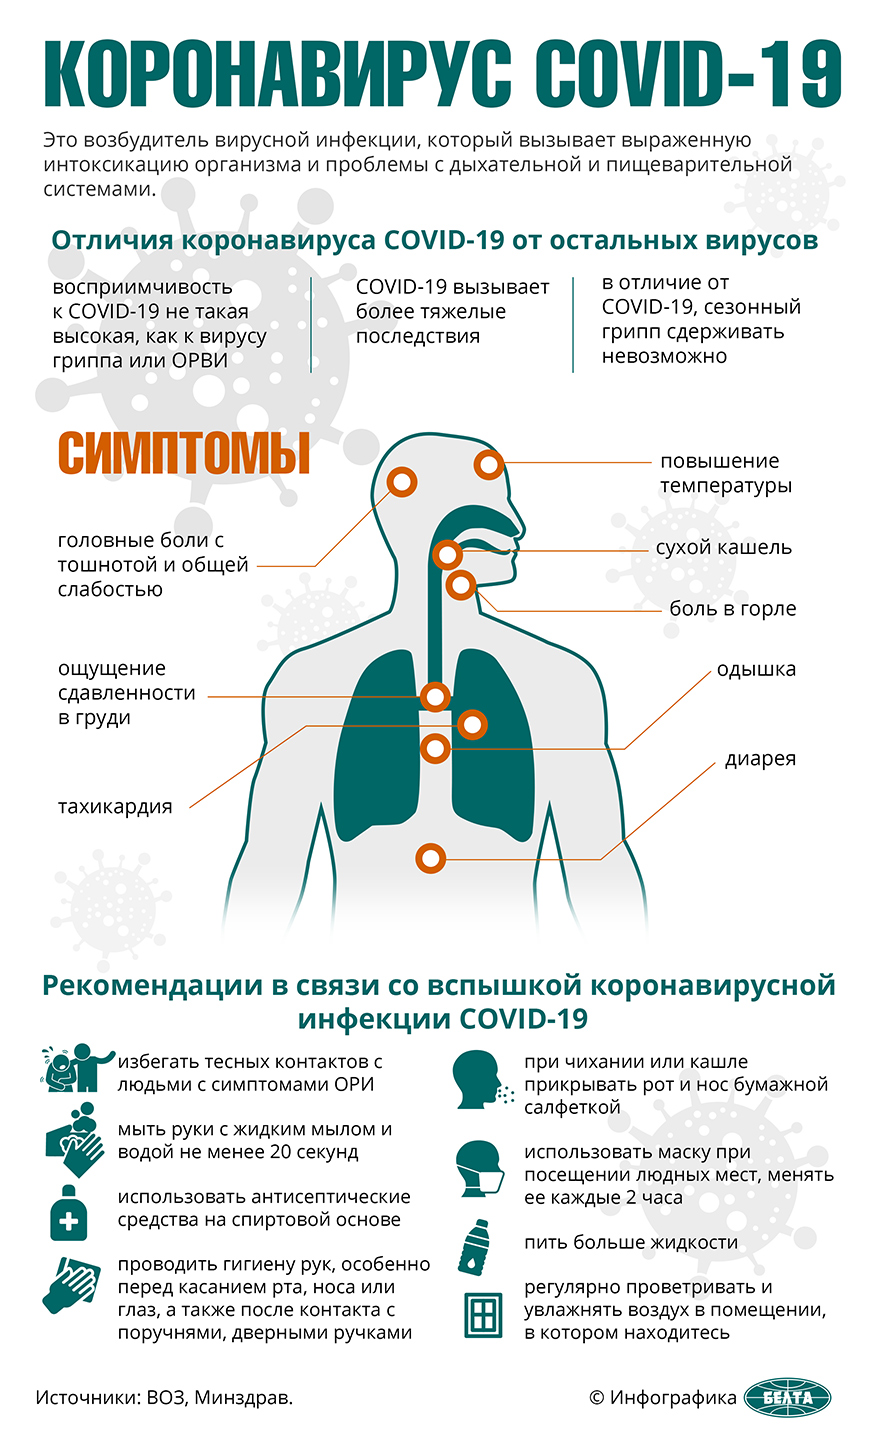 КОРОНАВИРУС COVID-19
Это возбудитель вирусной инфекции, который вызывает выраженную
интоксикацию организма и проблемы с дыхательной и пищеварительной
системами.
Отличия коронавируса COVID-19 от остальных вирусов
восприимчивость
к COVID-19 не такая
высокая, как к вирусу
гриппа или ОРВИ
COVID-19 вызывает
более тяжелые
последствия
в отличие от
COVID-19, сезонный
грипп сдерживать
невозможно
СИМПТОМЫ
головные боли с
тошнотой и общей
слабостью
ощущение
сдавленности
в груди
тахикардия
повышение
температуры
сухой кашель
боль в горле
одышка
диарея
Рекомендации в связи со вспышкой коронавирусной
инфекции COVID-19
избегать тесных контактов с
людьми с симптомами ОРИ
мыть руки с жидким мылом и
водой не менее 20 секунд
использовать антисептические
средства на спиртовой основе
проводить гигиену рук, особенно
перед касанием рта, носа или
глаз, а также после контакта с
поручнями, дверными ручками
при чихании или кашле
прикрывать рот и нос бумажной
салфеткой
использовать маску при
посещении людных мест, менять
ее каждые 2 часа
пить больше жидкости
регулярно проветривать и
увлажнять воздух в помещении,
в котором находитесь
Источники: ВОЗ, Минздрав.
© Инфографика БЕЛТА